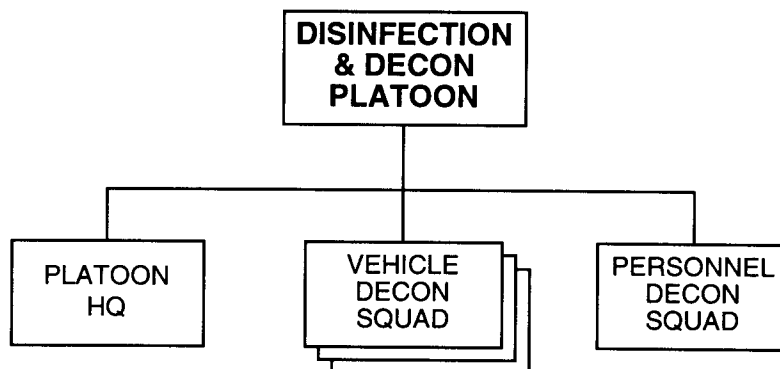 DISINFECTION
& DECON
PLATOON
PLATOON
HQ
VEHICLE
DECON
SQUAD
PERSONNEL
DECON
SQUAD